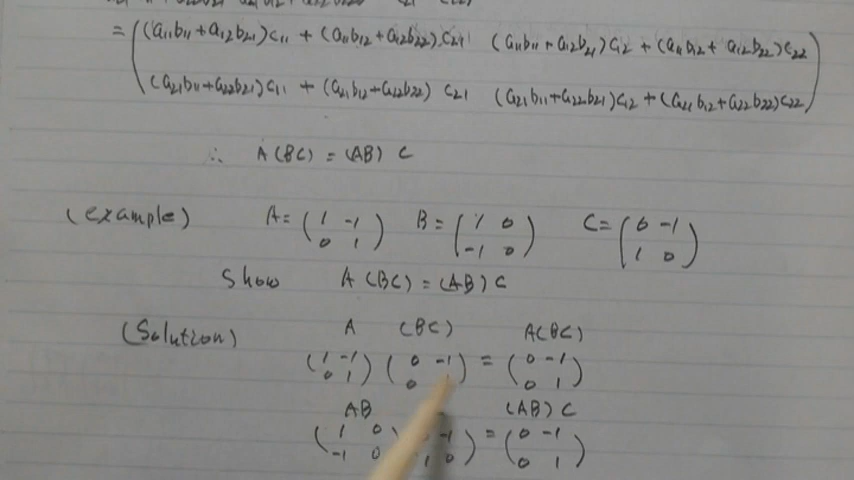 = ((a11b11+a12b21)c11 + (a11b12+a12b22)c21 (a11b11+a12b21)c12 + (a11a12+a12b22)c22
(a21b11+a22b21)c11 + (a21b12+a22b22) c21 (a21b11+a22b21)c12 + (a21b12+a22b22)c22)
∴ A(BC) = (AB) C
(example) A = (1 -1 B = (1 0 C = (0 -1
0 1) -1 0) 1 0)
Show A (BC) = (AB) C
(Solution) A (BC) A(BC)
(1 -1 (0 -1 = (0 -1
0 1) 0 ) 0 1)
AB (AB) C
(1 0 -1 = (0 -1
-1 0 0) 0 1)